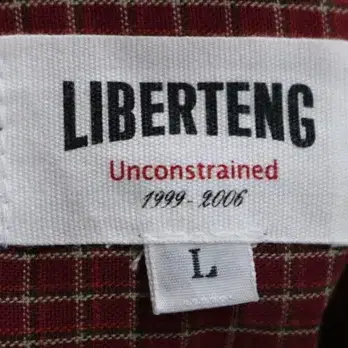 LIBERTENG
Unconstrained
1999-2006
L